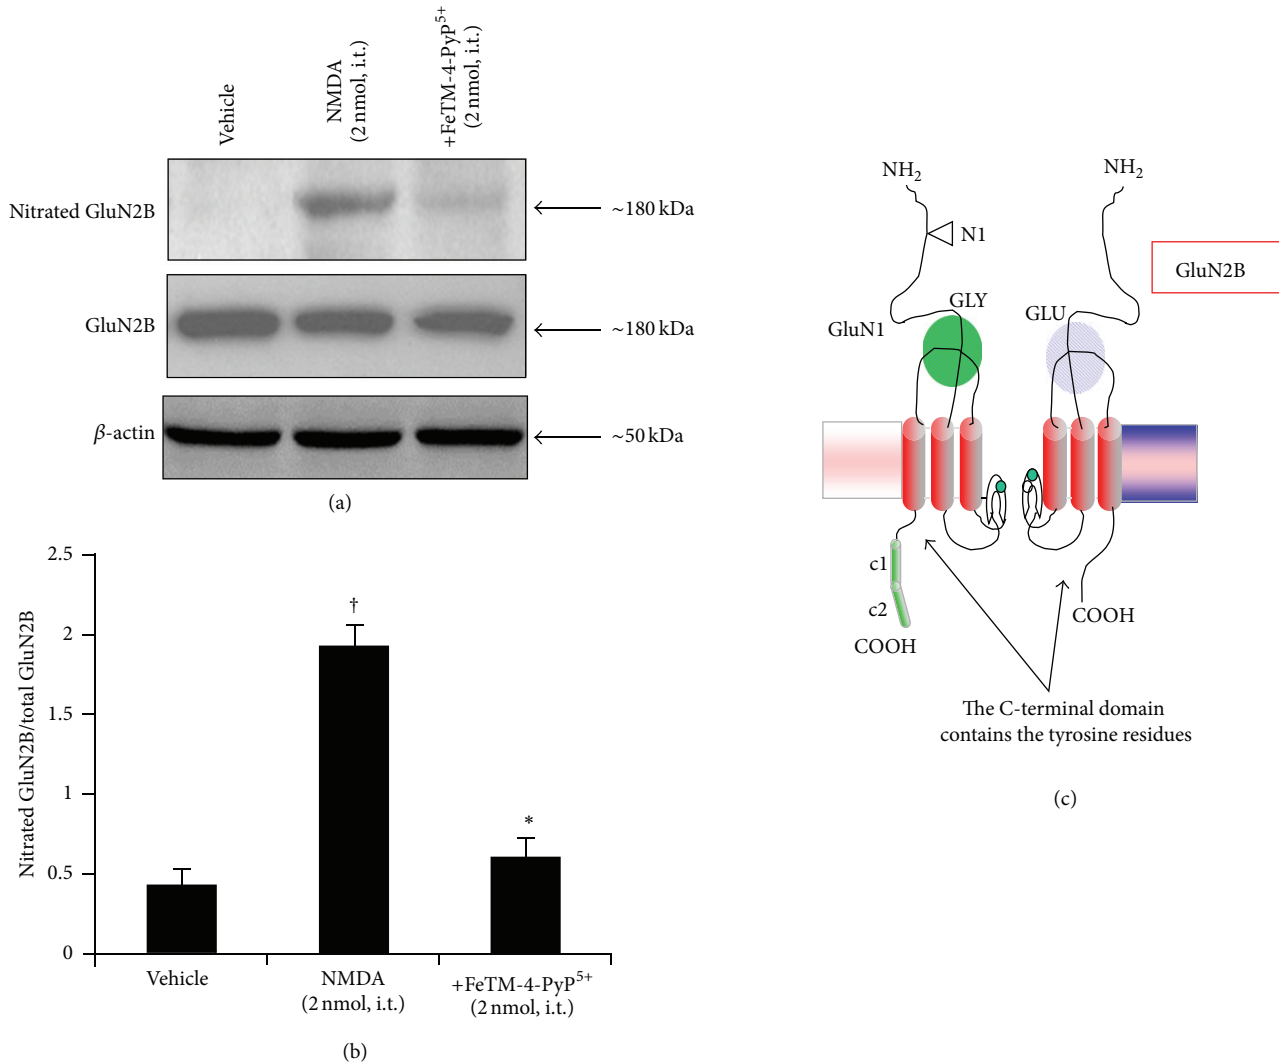 Vehicle
NMDA
(2 nmol, i.t.)
+FeTM-4-PyP5+
(2 nmol, i.t.)
Nitrated GluN2B
~180 kDa
GluN2B
~180 kDa
β-actin
~50 kDa
(a)
Nitrated GluN2B/total GluN2B
2.5
2
1.5
1
0.5
0
†
*
Vehicle
NMDA
(2 nmol, i.t.)
+FeTM-4-PyP5+
(2 nmol, i.t.)
(b)
NH2
NH2
N1
GluN2B
GLY
GLU
GluN1
c1
c2
COOH
COOH
The C-terminal domain
contains the tyrosine residues
(c)